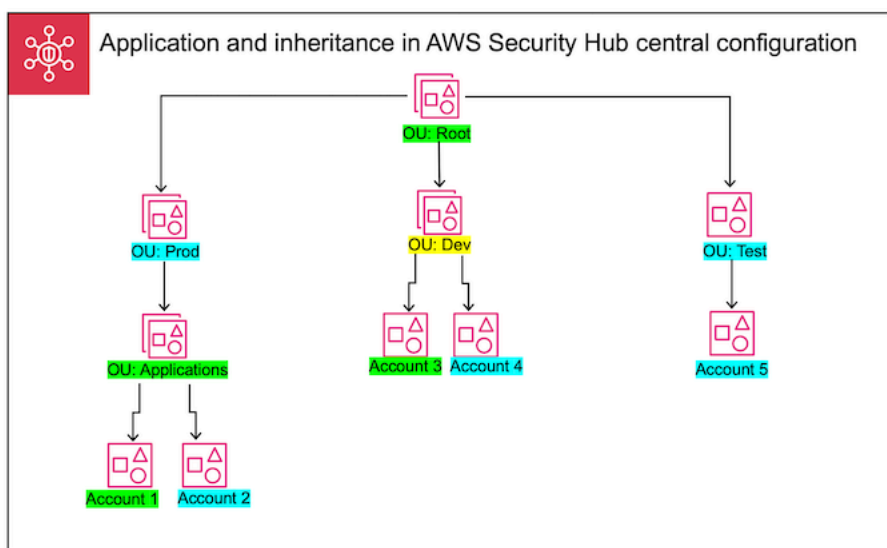 Application and inheritance in AWS Security Hub central configuration
OU: Root
OU: Prod
OU: Dev
OU: Test
OU: Applications
Account 3
Account 4
Account 5
Account 1
Account 2